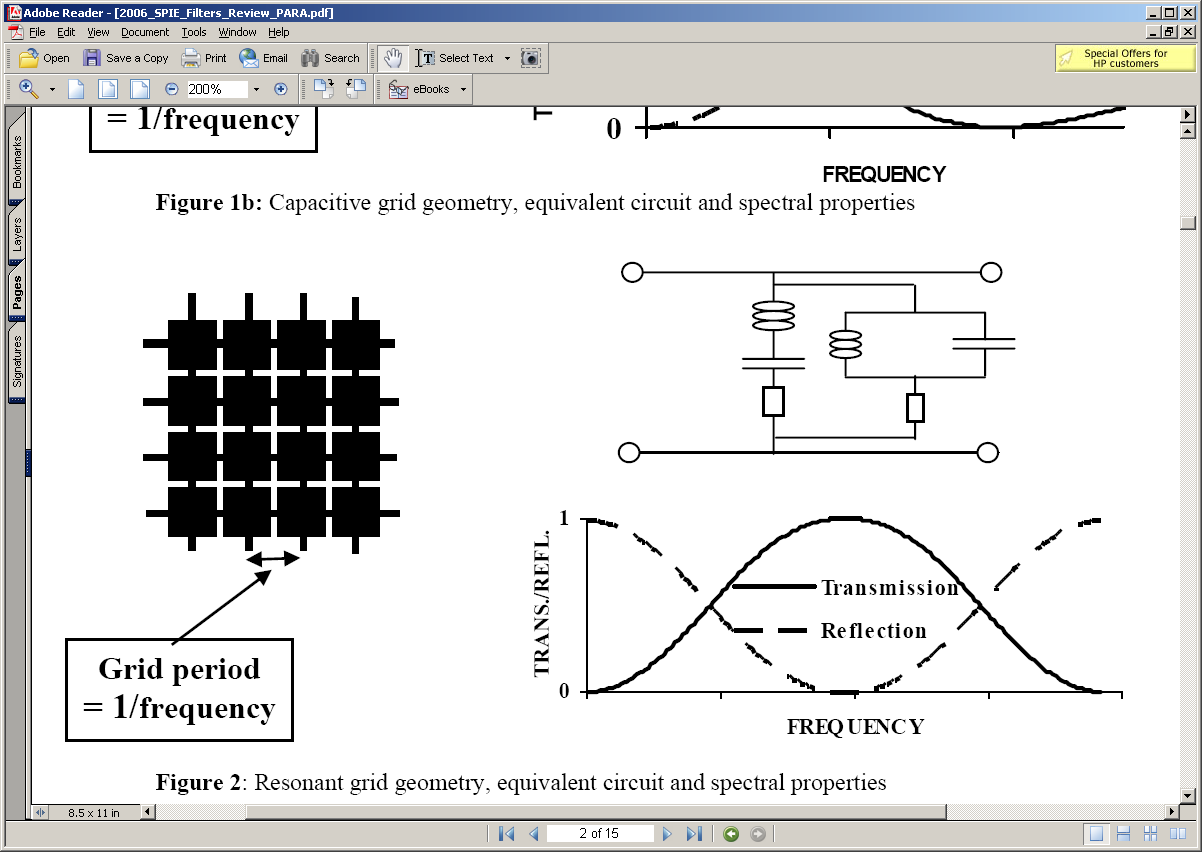 Adobe Reader - [2006_SPIE_Filters_Review_PARA.pdf]
File Edit View Document Tools Window Help
Open Save a Copy Print Email Search Select Text
Special Offers for
HP customers
200% eBooks
Bookmarks
Layers
Pages
Signatures
= 1/frequency
T
0
FREQUENCY
Figure 1b: Capacitive grid geometry, equivalent circuit and spectral properties
Grid period
= 1/frequency
TRANS./REFL.
1
Transmission
Reflection
0
FREQUENCY
Figure 2: Resonant grid geometry, equivalent circuit and spectral properties
8.5 x 11 in
2 of 15